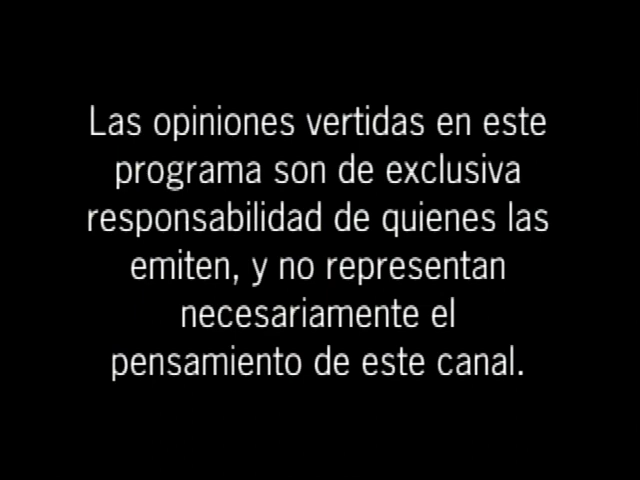 Las opiniones vertidas en este
programa son de exclusiva
responsabilidad de quienes las
emiten, y no representan
necesariamente el
pensamiento de este canal.